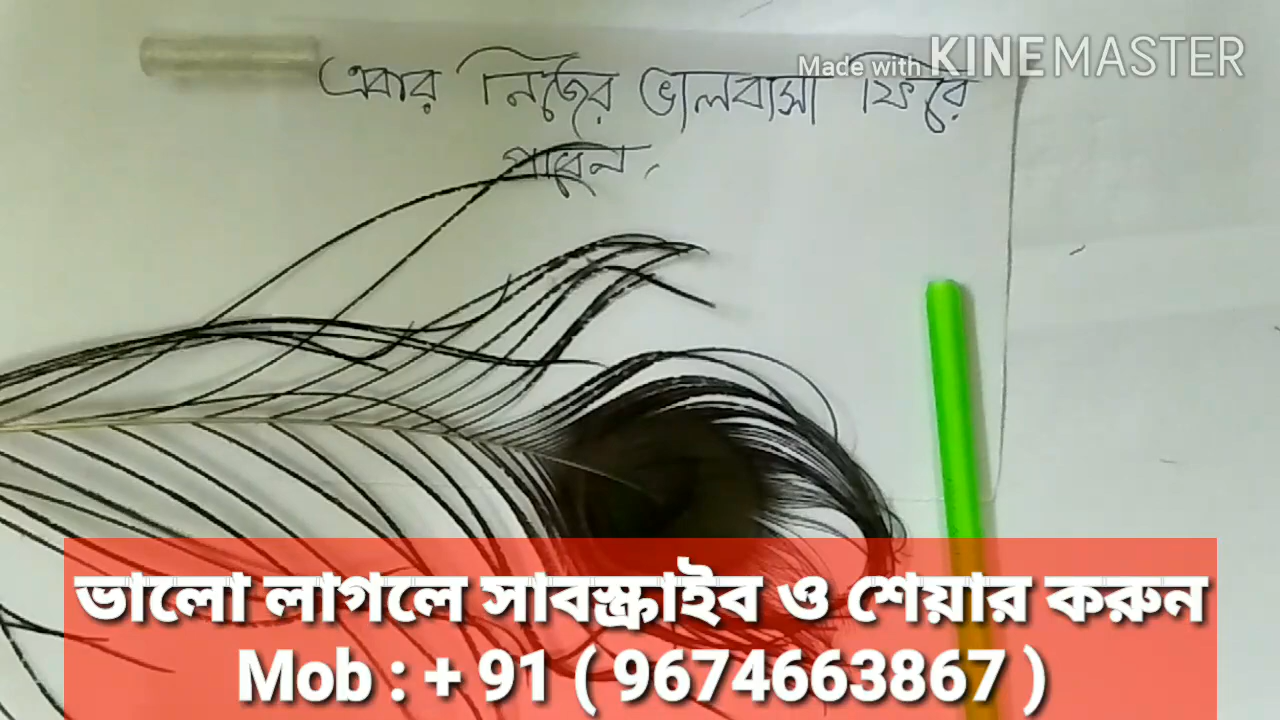 Made with KINEMASTER
এবার নিজের ভালবাসা ফিরে
পাবেন,
ভালো লাগলে সাবস্ক্রাইব ও শেয়ার করুন
Mob : + 91 ( 9674663867 )